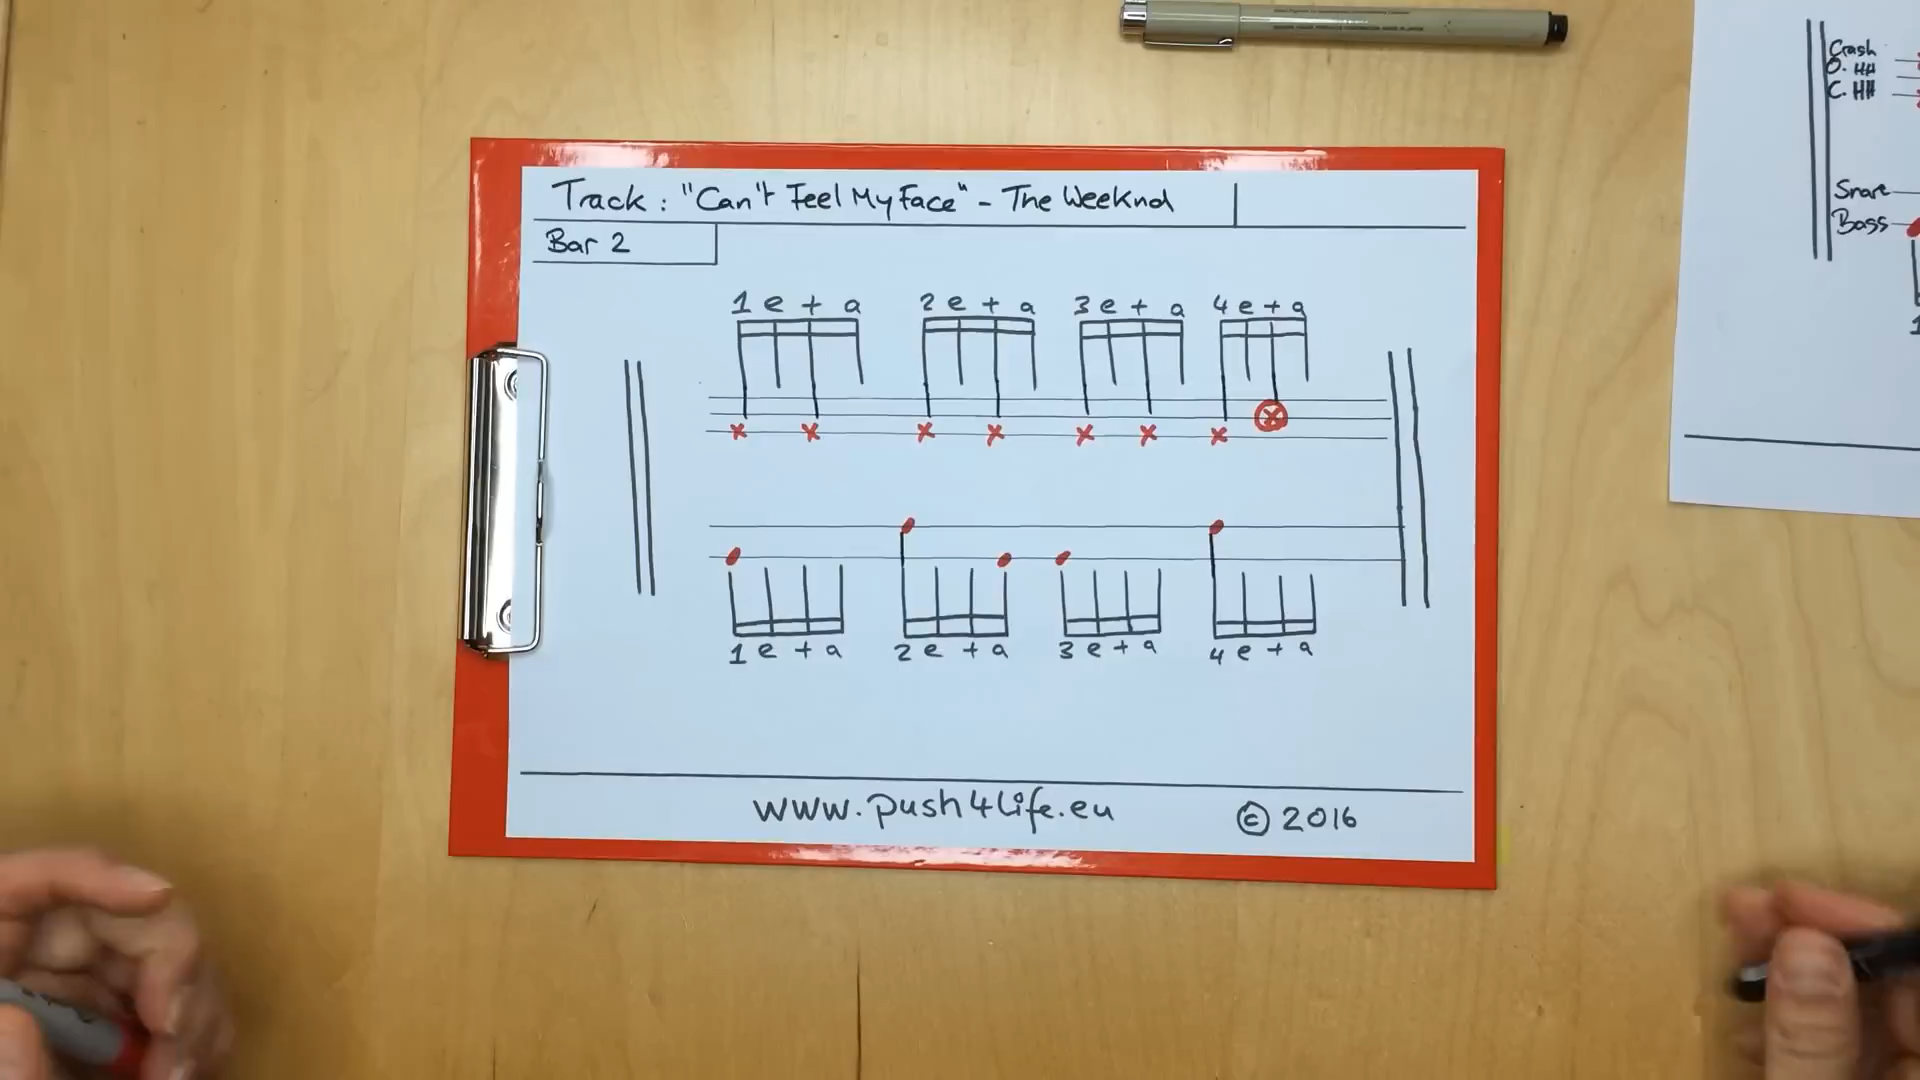 Track: "Can't Feel My Face" - The Weeknd
Bar 2
1 e + a 2 e + a 3 e + a 4 e + a
1 e + a 2 e + a 3 e + a 4 e + a
www.push4life.eu © 2016
Crash
O. HH
C. HH
Snare
Bass